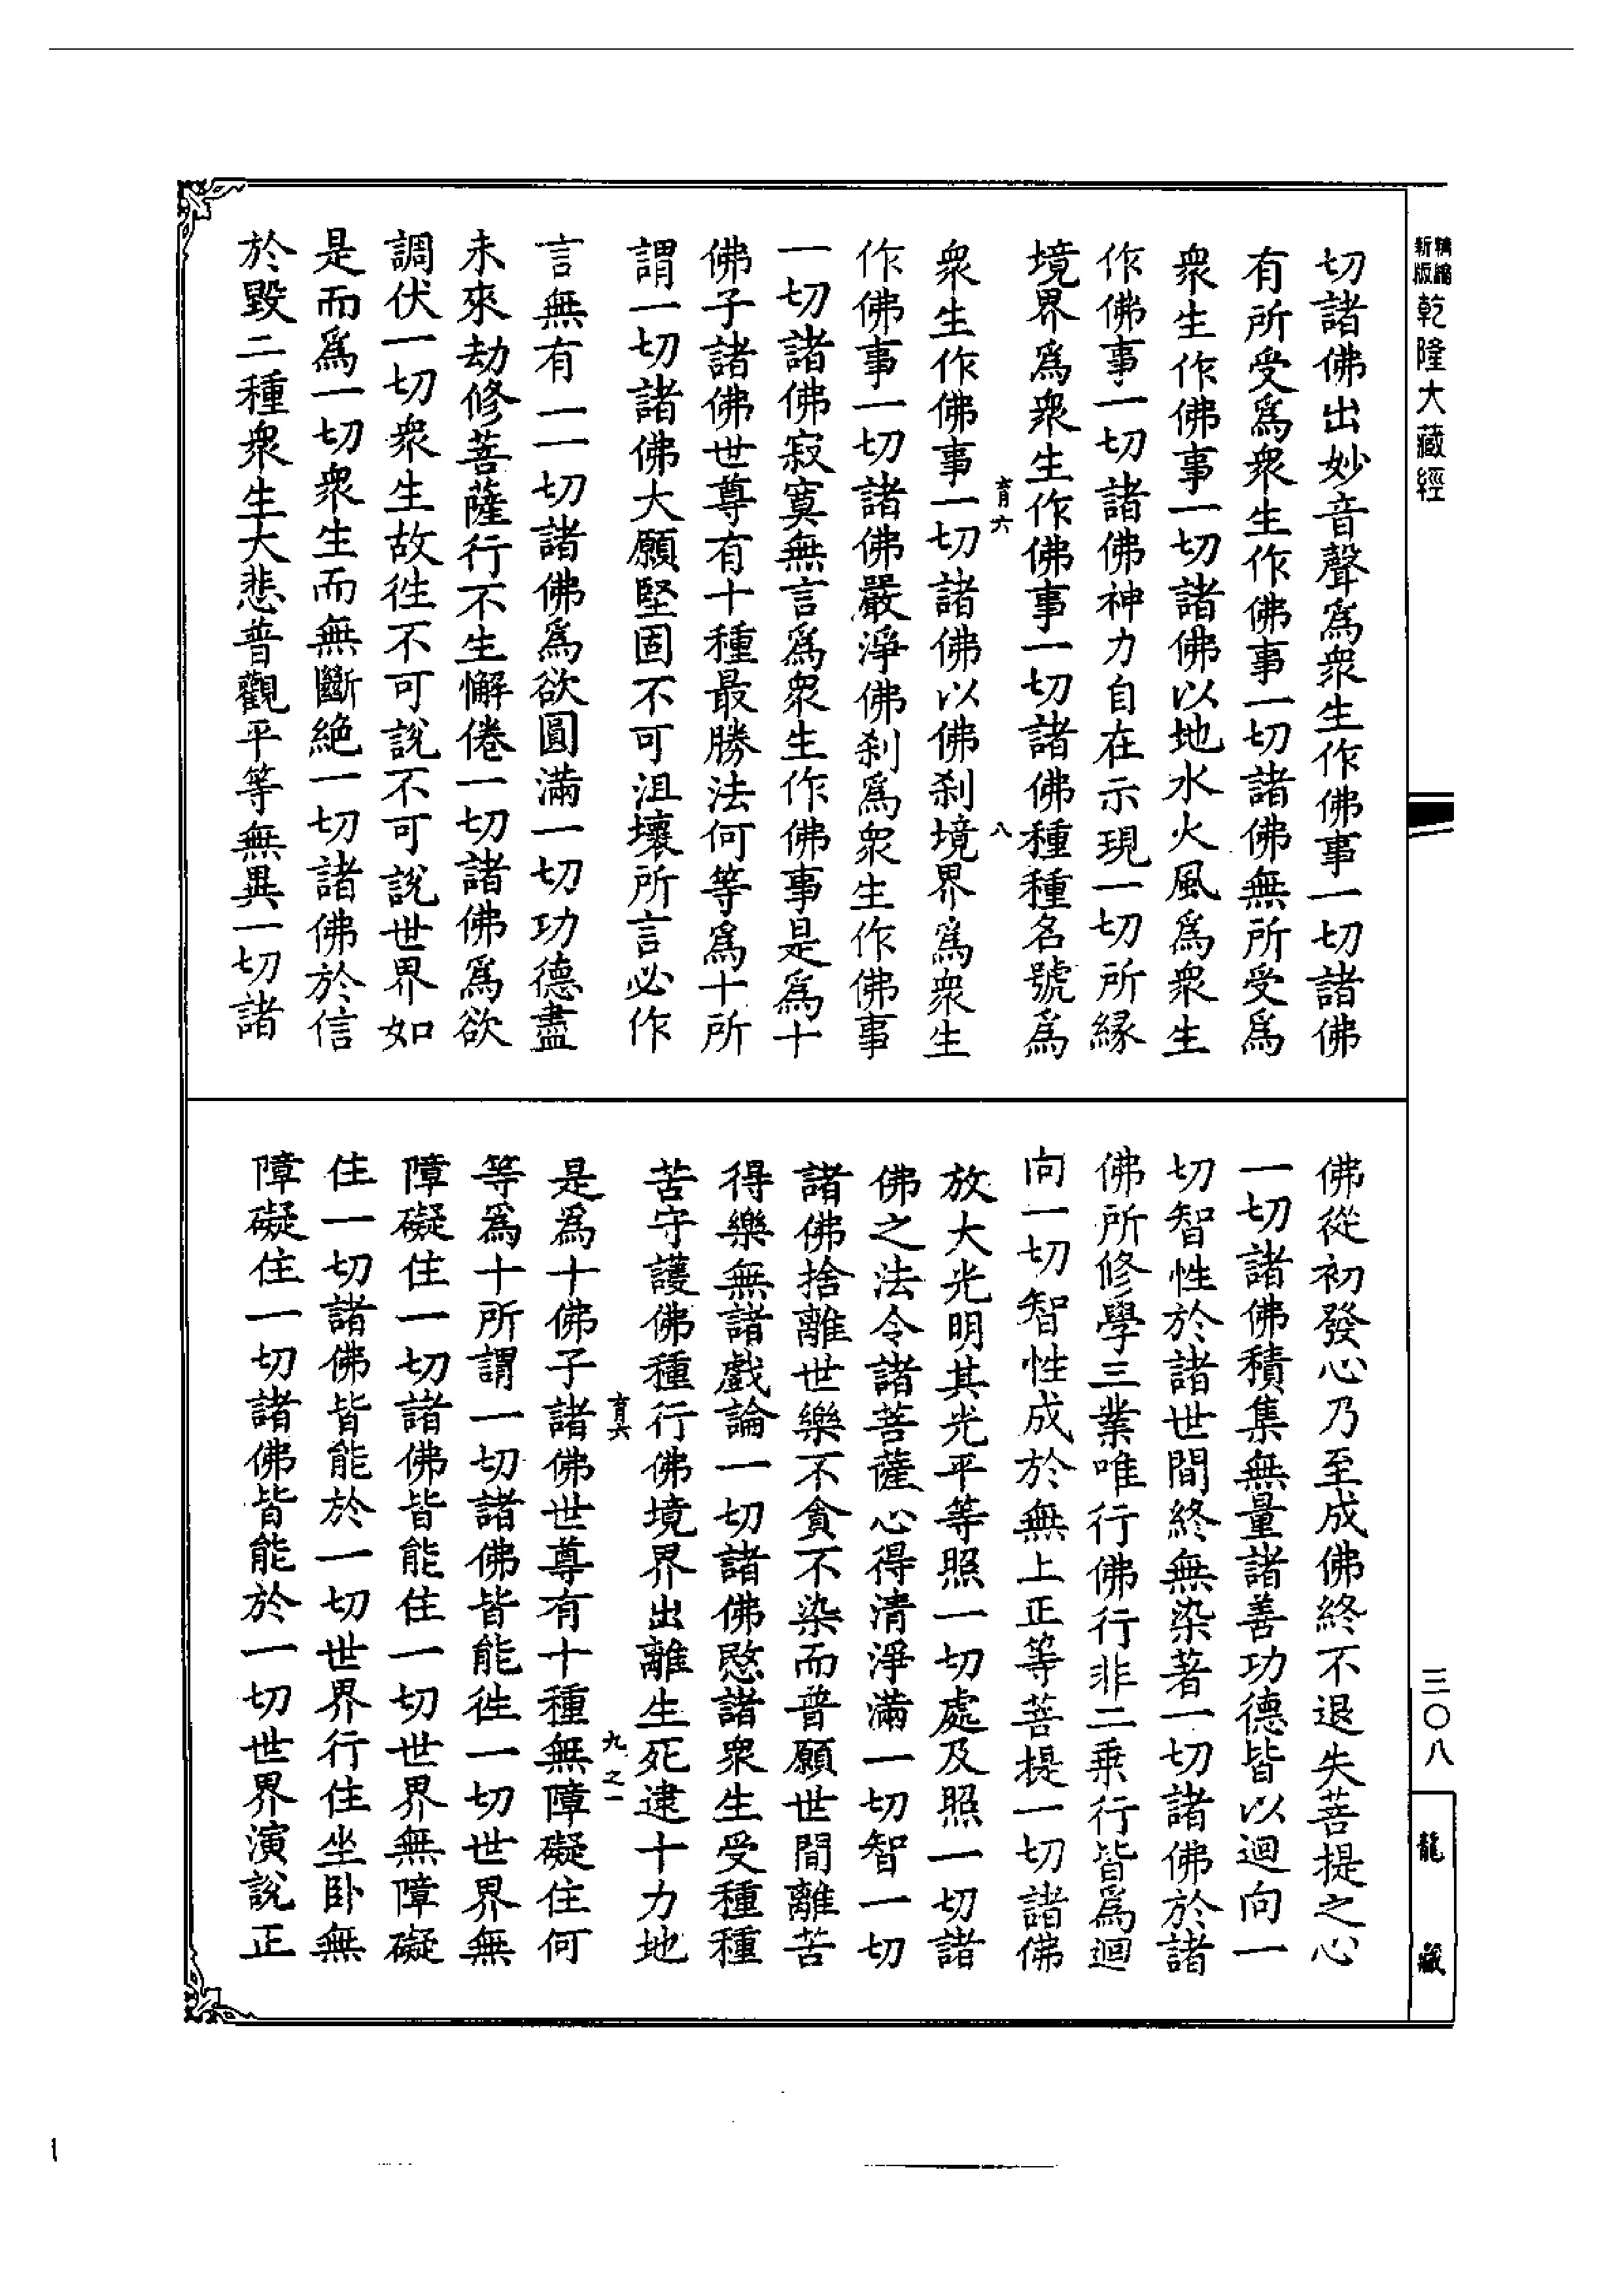 精編
新版
乾隆大藏經
切諸佛出妙音聲爲衆生作佛事一切諸佛
有所受爲衆生作佛事一切諸佛無所受爲
衆生作佛事一切諸佛以地水火風爲衆生
作佛事一切諸佛神力自在示現一切所緣
境界爲衆生作佛事一切諸佛種種名號爲
育六
八
衆生作佛事一切諸佛以佛刹境界爲衆生
作佛事一切諸佛嚴淨佛刹爲衆生作佛事
一切諸佛寂寞無言爲衆生作佛事是爲十
佛子諸佛世尊有十種最勝法何等爲十所
謂一切諸佛大願堅固不可沮壞所言必作
言無有二一切諸佛爲欲圓滿一切功德盡
未來劫修菩薩行不生懈倦一切諸佛爲欲
調伏一切衆生故徃不可說不可說世界如
是而爲一切衆生而無斷絶一切諸佛於信
於毀二種衆生大悲普觀平等無異一切諸
佛從初發心乃至成佛終不退失菩提之心
一切諸佛積集無量諸善功德皆以迴向一
切智性於諸世間終無染著一切諸佛於諸
佛所修學三業唯行佛行非二乘行皆爲迴
向一切智性成於無上正等菩提一切諸佛
放大光明其光平等照一切處及照一切諸
佛之法令諸菩薩心得清淨滿一切智一切
諸佛捨離世樂不貪不染而普願世間離苦
得樂無諸戲論一切諸佛愍諸衆生受種種
苦守護佛種行佛境界出離生死逮十力地
育六
九之一
是爲十佛子諸佛世尊有十種無障礙住何
等爲十所謂一切諸佛皆能徃一切世界無
障礙住一切諸佛皆能住一切世界無障礙
住一切諸佛皆能於一切世界行住坐卧無
障礙住一切諸佛皆能於一切世界演說正
三〇八
龍藏
1